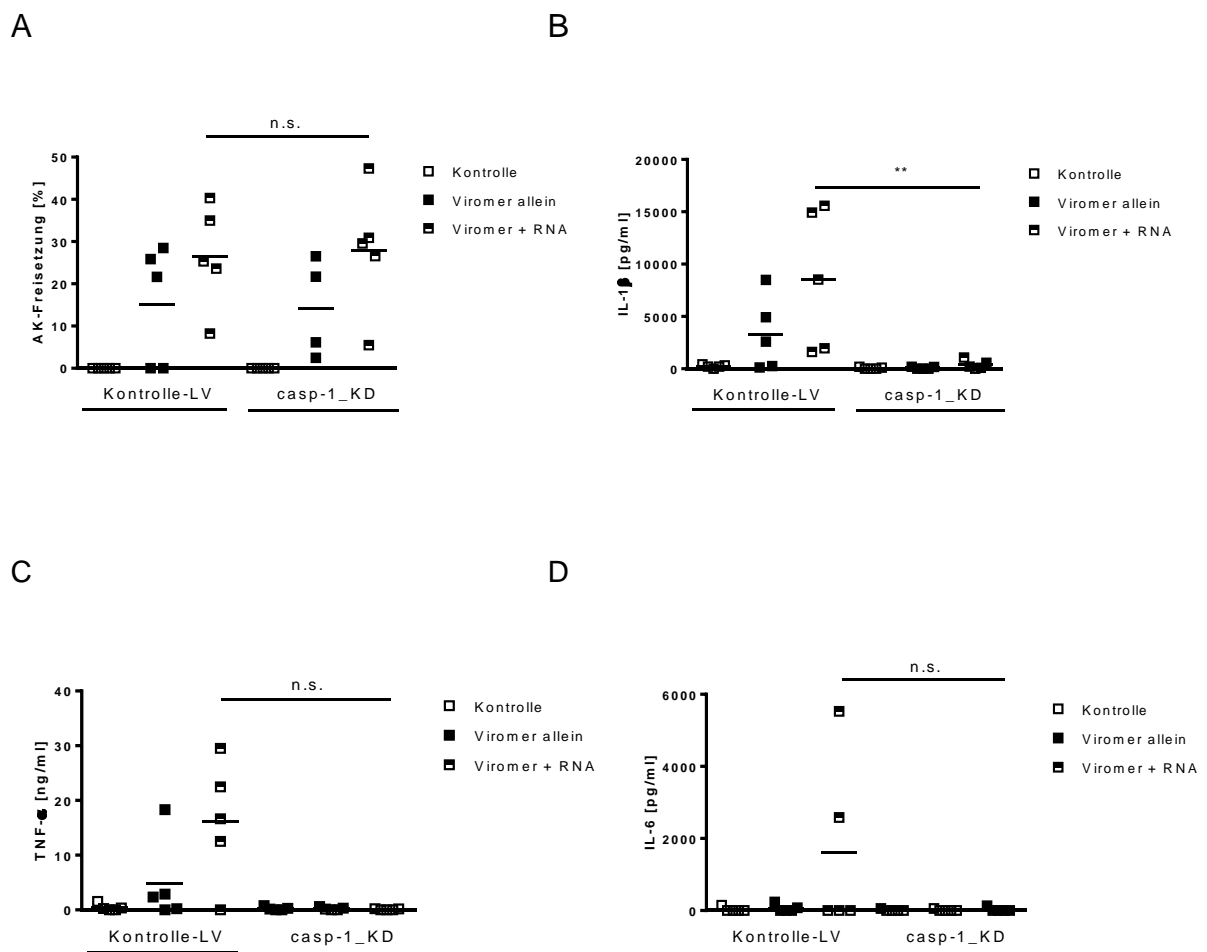 A
n.s.
AK-Freisetzung [%]
50
40
30
20
10
0
Kontrolle
Viromer allein
Viromer + RNA
Kontrolle-LV
casp-1_KD
B
**
IL-1β [pg/ml]
20000
15000
10000
5000
0
Kontrolle
Viromer allein
Viromer + RNA
Kontrolle-LV
casp-1_KD
C
n.s.
TNF-α [ng/ml]
40
30
20
10
0
Kontrolle
Viromer allein
Viromer + RNA
Kontrolle-LV
casp-1_KD
D
n.s.
IL-6 [pg/ml]
6000
4000
2000
0
Kontrolle
Viromer allein
Viromer + RNA
Kontrolle-LV
casp-1_KD